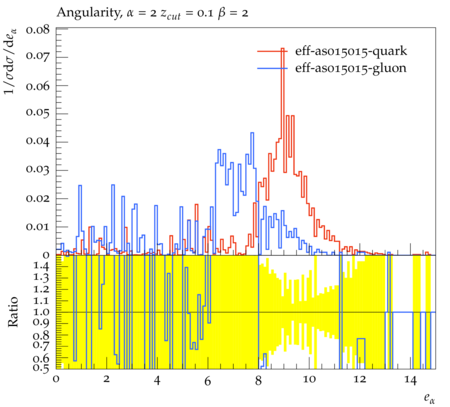 Angularity, α = 2 z_cut = 0.1 β = 2
1/σdσ/de_α
0.08
0.07
0.06
0.05
0.04
0.03
0.02
0.01
0
eff-as015015-quark
eff-as015015-gluon
Ratio
1.4
1.3
1.2
1.1
1.0
0.9
0.8
0.7
0.6
0.5
0 2 4 6 8 10 12 14
e_α